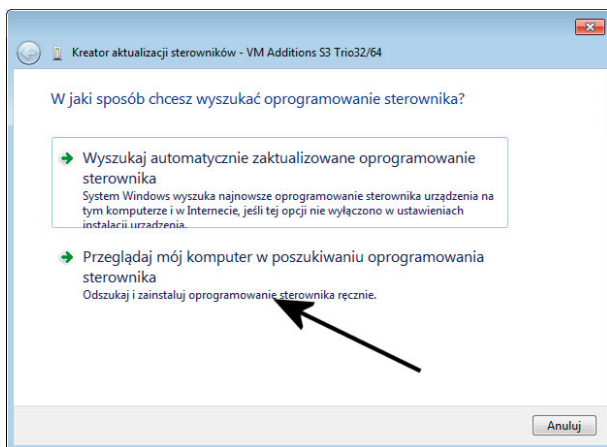 Kreator aktualizacji sterowników - VM Additions S3 Trio32/64
W jaki sposób chcesz wyszukać oprogramowanie sterownika?
Wyszukaj automatycznie zaktualizowane oprogramowanie
sterownika
System Windows wyszuka najnowsze oprogramowanie sterownika urządzenia na
tym komputerze i w Internecie, jeśli tej opcji nie wyłączono w ustawieniach
instalacji urządzenia.
Przeglądaj mój komputer w poszukiwaniu oprogramowania
sterownika
Odszukaj i zainstaluj oprogramowanie sterownika ręcznie.
Anuluj